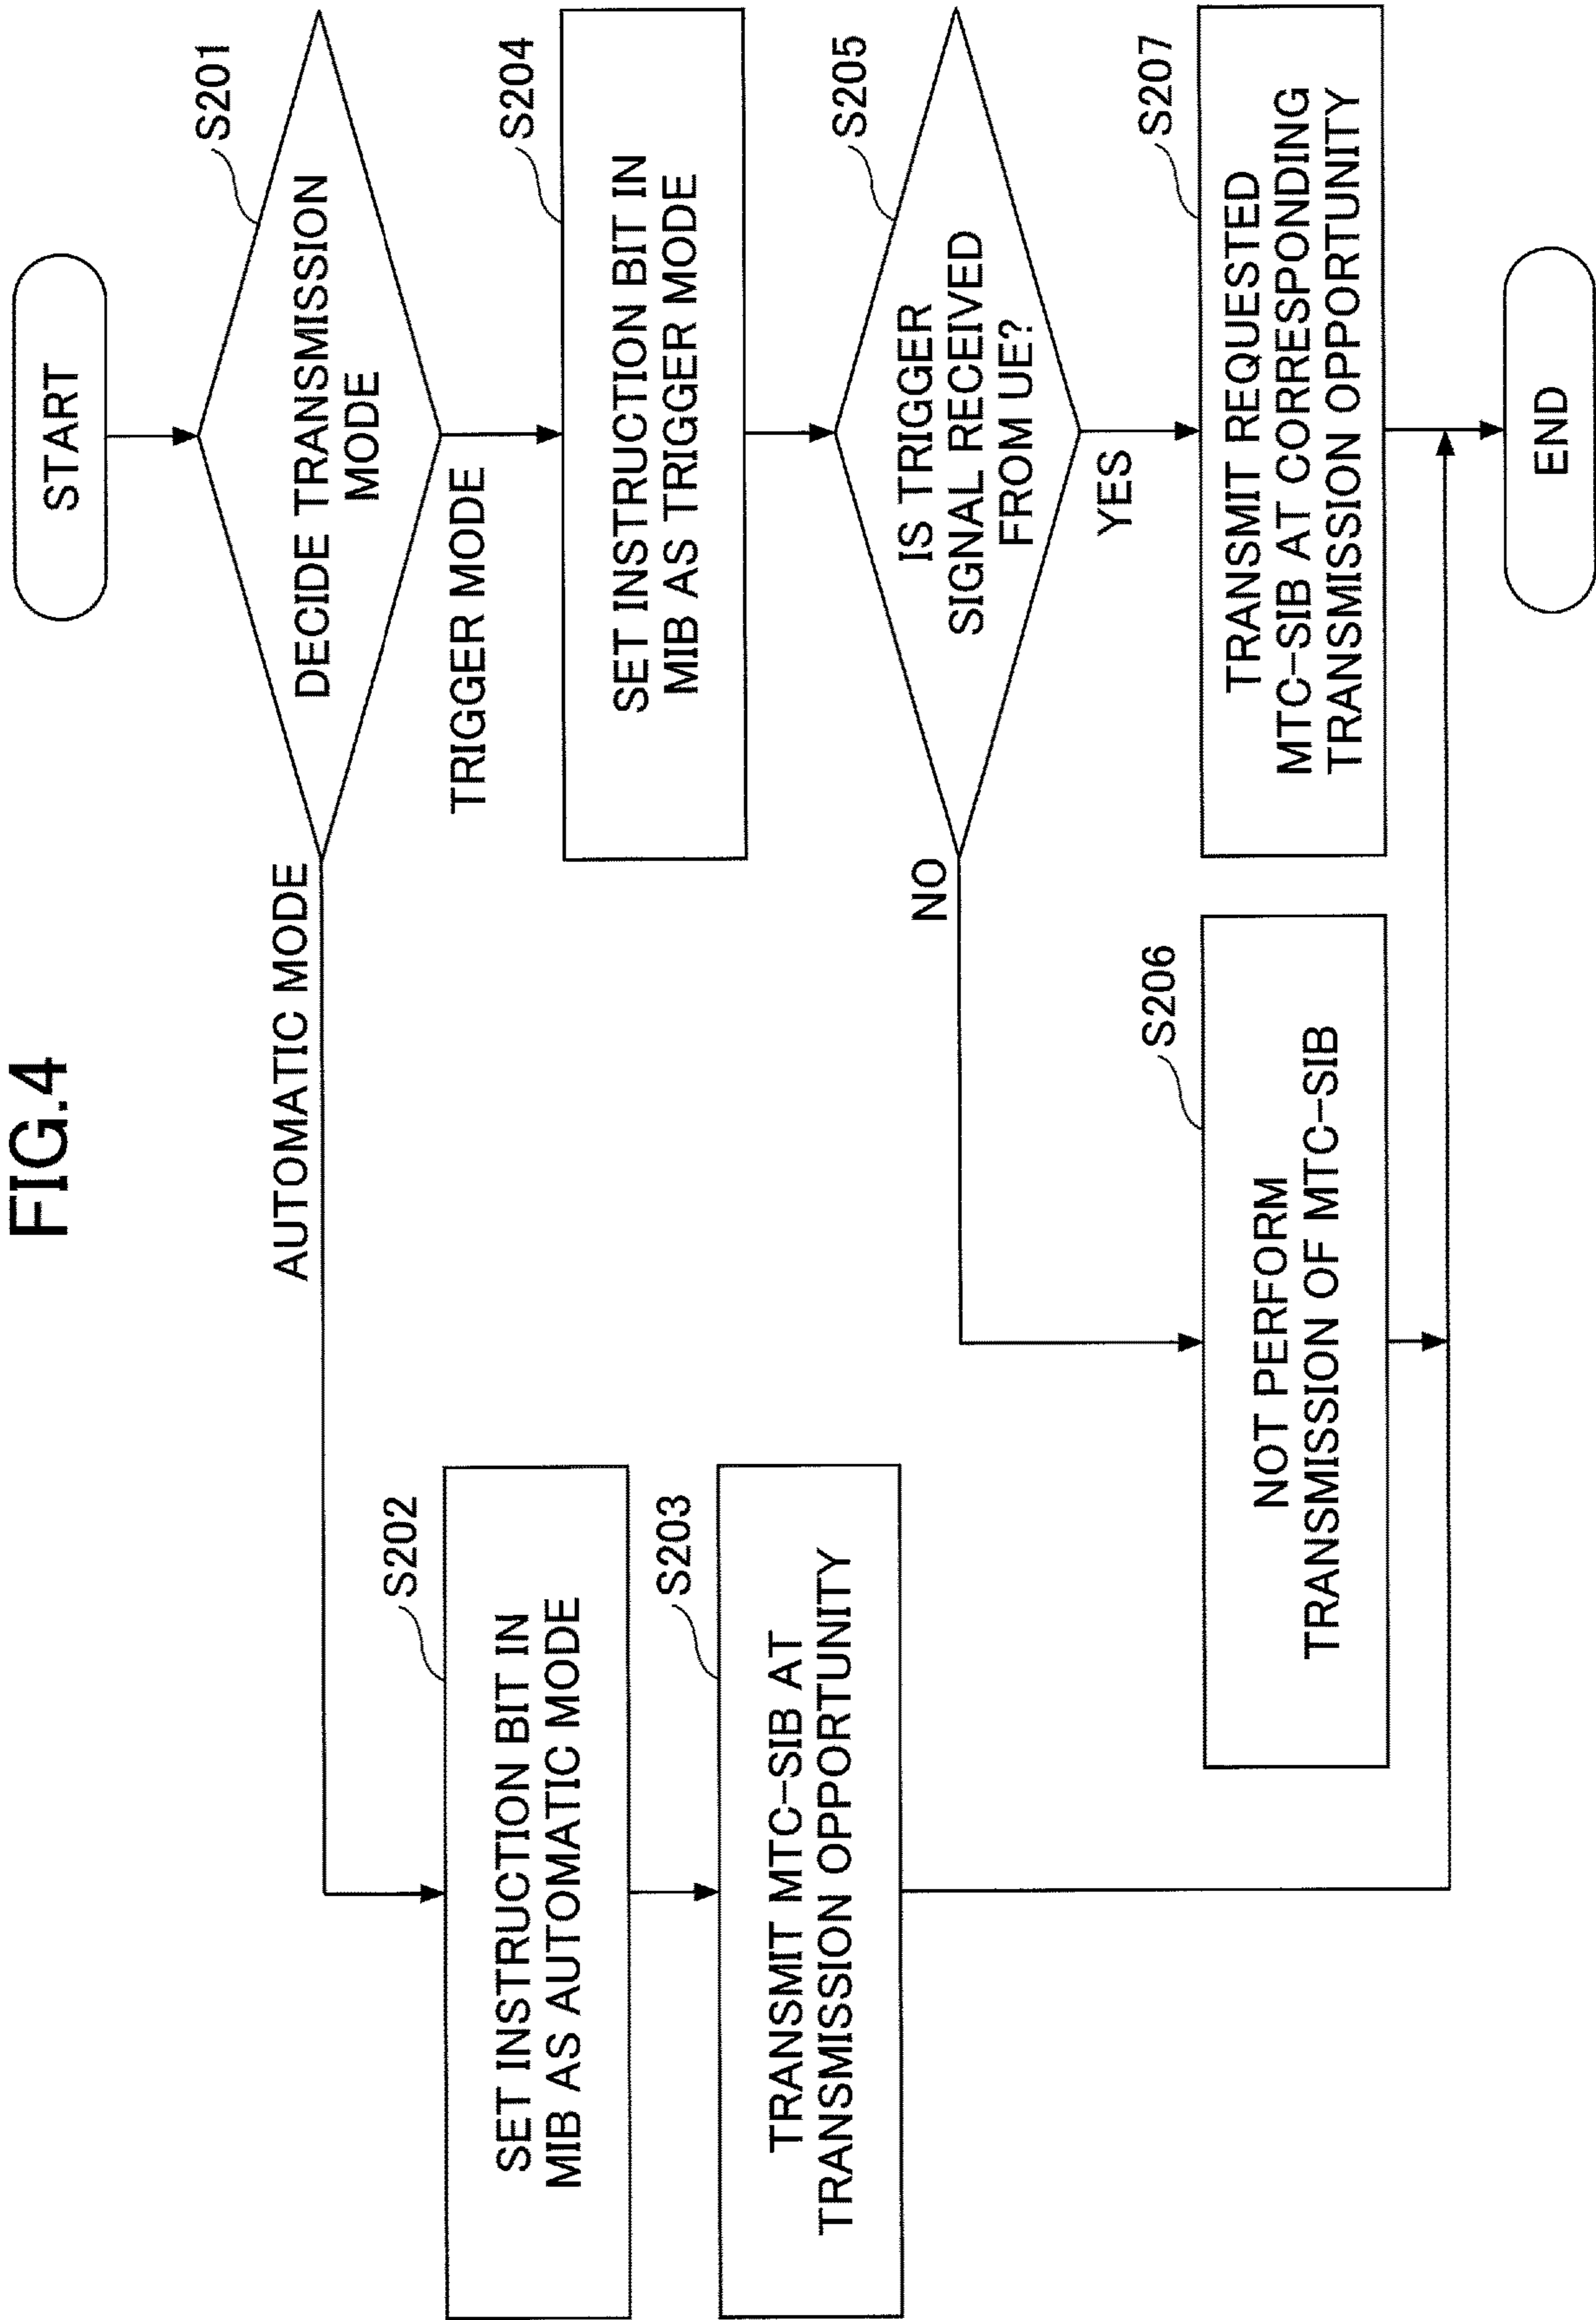 FIG.4
START
S201
DECIDE TRANSMISSION
MODE
AUTOMATIC MODE
TRIGGER MODE
S202
SET INSTRUCTION BIT IN
MIB AS AUTOMATIC MODE
S203
TRANSMIT MTC-SIB AT
TRANSMISSION OPPORTUNITY
S204
SET INSTRUCTION BIT IN
MIB AS TRIGGER MODE
S205
IS TRIGGER
SIGNAL RECEIVED
FROM UE?
NO
YES
S206
NOT PERFORM
TRANSMISSION OF MTC-SIB
S207
TRANSMIT REQUESTED
MTC-SIB AT CORRESPONDING
TRANSMISSION OPPORTUNITY
END